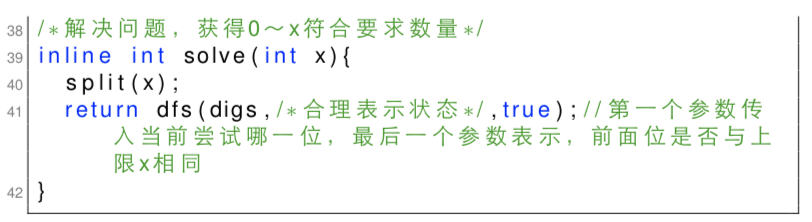 38 /*解决问题，获得0～x符合要求数量*/
39 inline int solve(int x){
40 split(x);
41 return dfs(digs,/*合理表示状态*/,true);//第一个参数传
入当前尝试哪一位，最后一个参数表示，前面位是否与上
限x相同
42 }